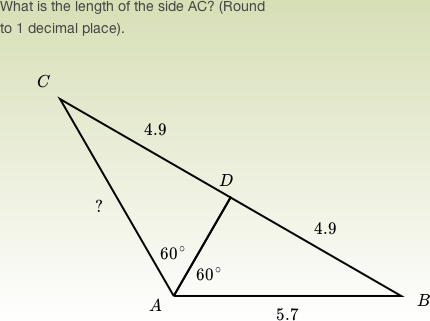 What is the length of the side AC? (Round
to 1 decimal place).
C
4.9
D
?
4.9
60°
60°
A
B
5.7